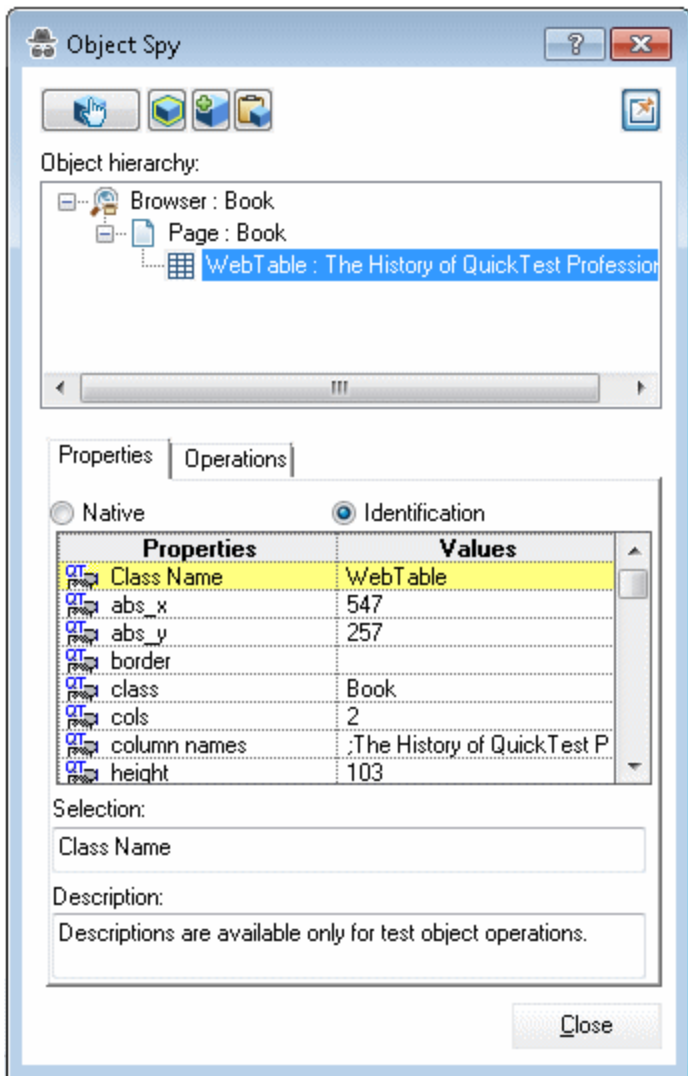 Object Spy
Object hierarchy:
Browser : Book
Page : Book
WebTable : The History of QuickTest Profession
Properties
Operations
Native
Identification
Properties Values
Class Name WebTable
abs_x 547
abs_y 257
border
class Book
cols 2
column names ;The History of QuickTest P
height 103
Selection:
Class Name
Description:
Descriptions are available only for test object operations.
Close